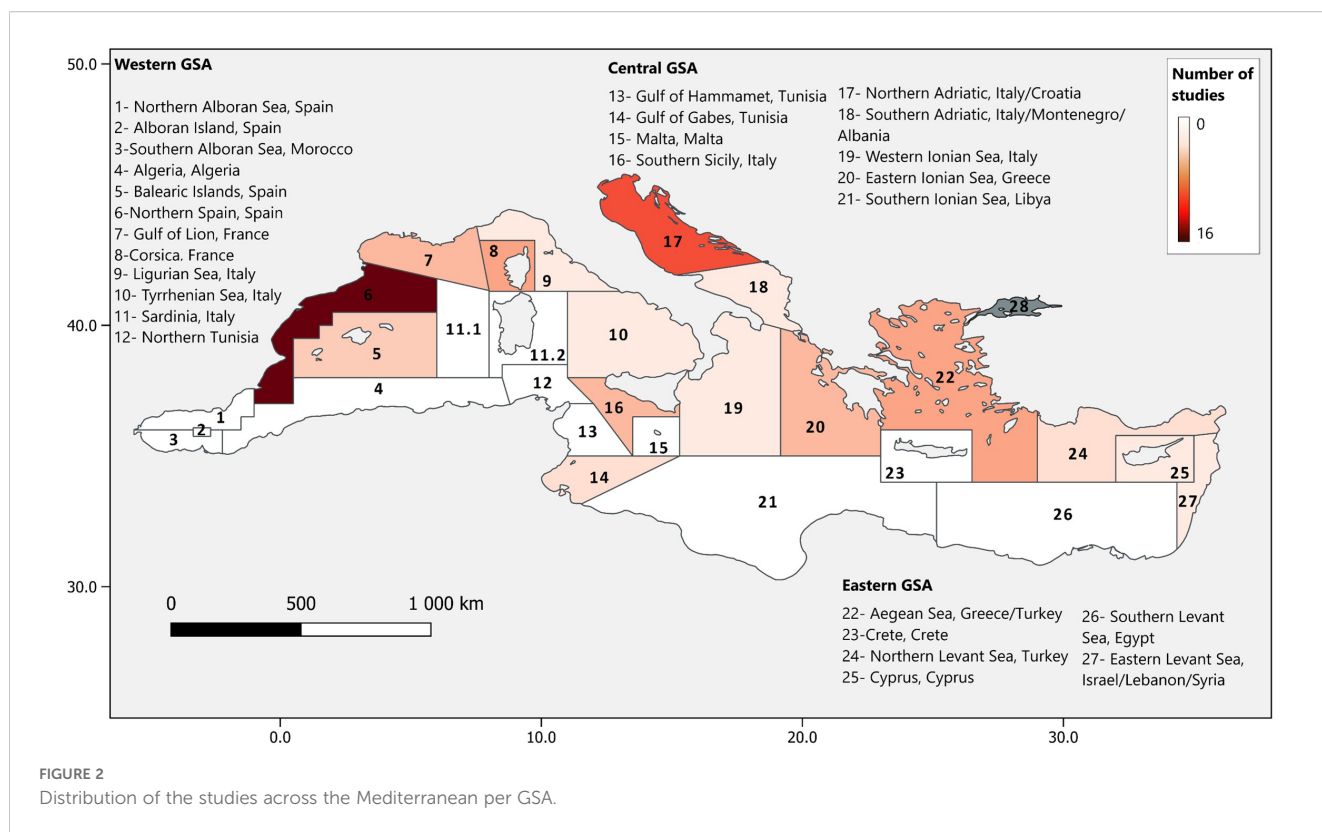 50.0
40.0
30.0
Western GSA
1- Northern Alboran Sea, Spain
2- Alboran Island, Spain
3-Southern Alboran Sea, Morocco
4- Algeria, Algeria
5- Balearic Islands, Spain
6-Northern Spain, Spain
7- Gulf of Lion, France
8-Corsica. France
9- Ligurian Sea, Italy
10- Tyrrhenian Sea, Italy
11- Sardinia, Italy
12- Northern Tunisia
Central GSA
13- Gulf of Hammamet, Tunisia
14- Gulf of Gabes, Tunisia
15- Malta, Malta
16- Southern Sicily, Italy
17- Northern Adriatic, Italy/Croatia
18- Southern Adriatic, Italy/Montenegro/
Albania
19- Western Ionian Sea, Italy
20- Eastern Ionian Sea, Greece
21- Southern Ionian Sea, Libya
Number of
studies
0
16
17
7
8
9
18
6
28
11.1
10
5
11.2
22
4
12
16
19
20
1
2
3
13
15
24
23
25
14
27
21
26
0 500 1 000 km
Eastern GSA
22- Aegean Sea, Greece/Turkey
23-Crete, Crete
24- Northern Levant Sea, Turkey
25- Cyprus, Cyprus
26- Southern Levant
Sea, Egypt
27- Eastern Levant Sea,
Israel/Lebanon/Syria
0.0 10.0 20.0 30.0
FIGURE 2
Distribution of the studies across the Mediterranean per GSA.